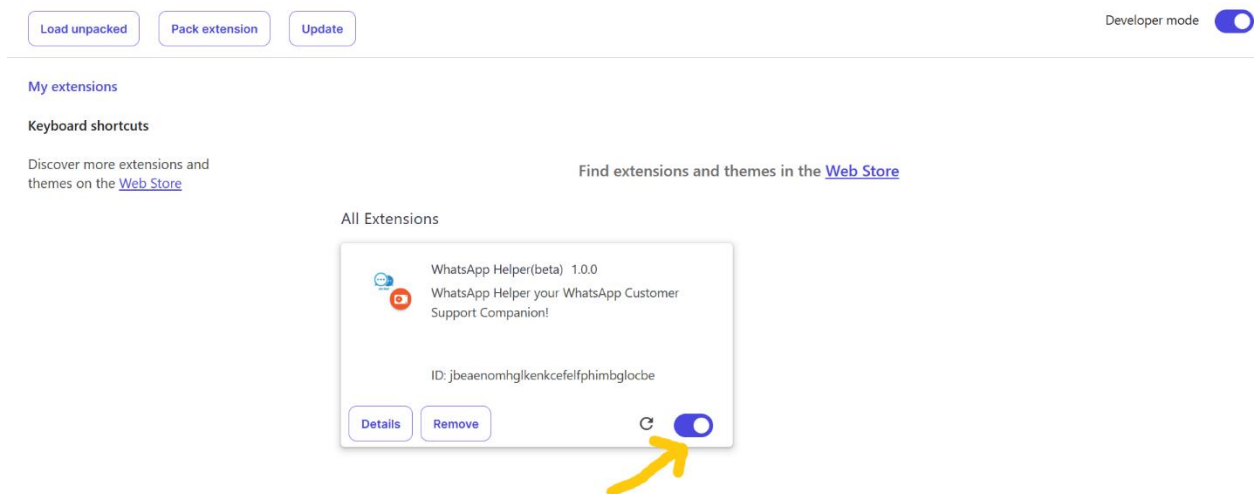 Load unpacked
Pack extension
Update
Developer mode
My extensions
Keyboard shortcuts
Discover more extensions and
themes on the Web Store
Find extensions and themes in the Web Store
All Extensions
WhatsApp Helper(beta) 1.0.0
WhatsApp Helper your WhatsApp Customer
Support Companion!
ID: jbeaenomhglkenkcefelfphimbglocbe
Details
Remove